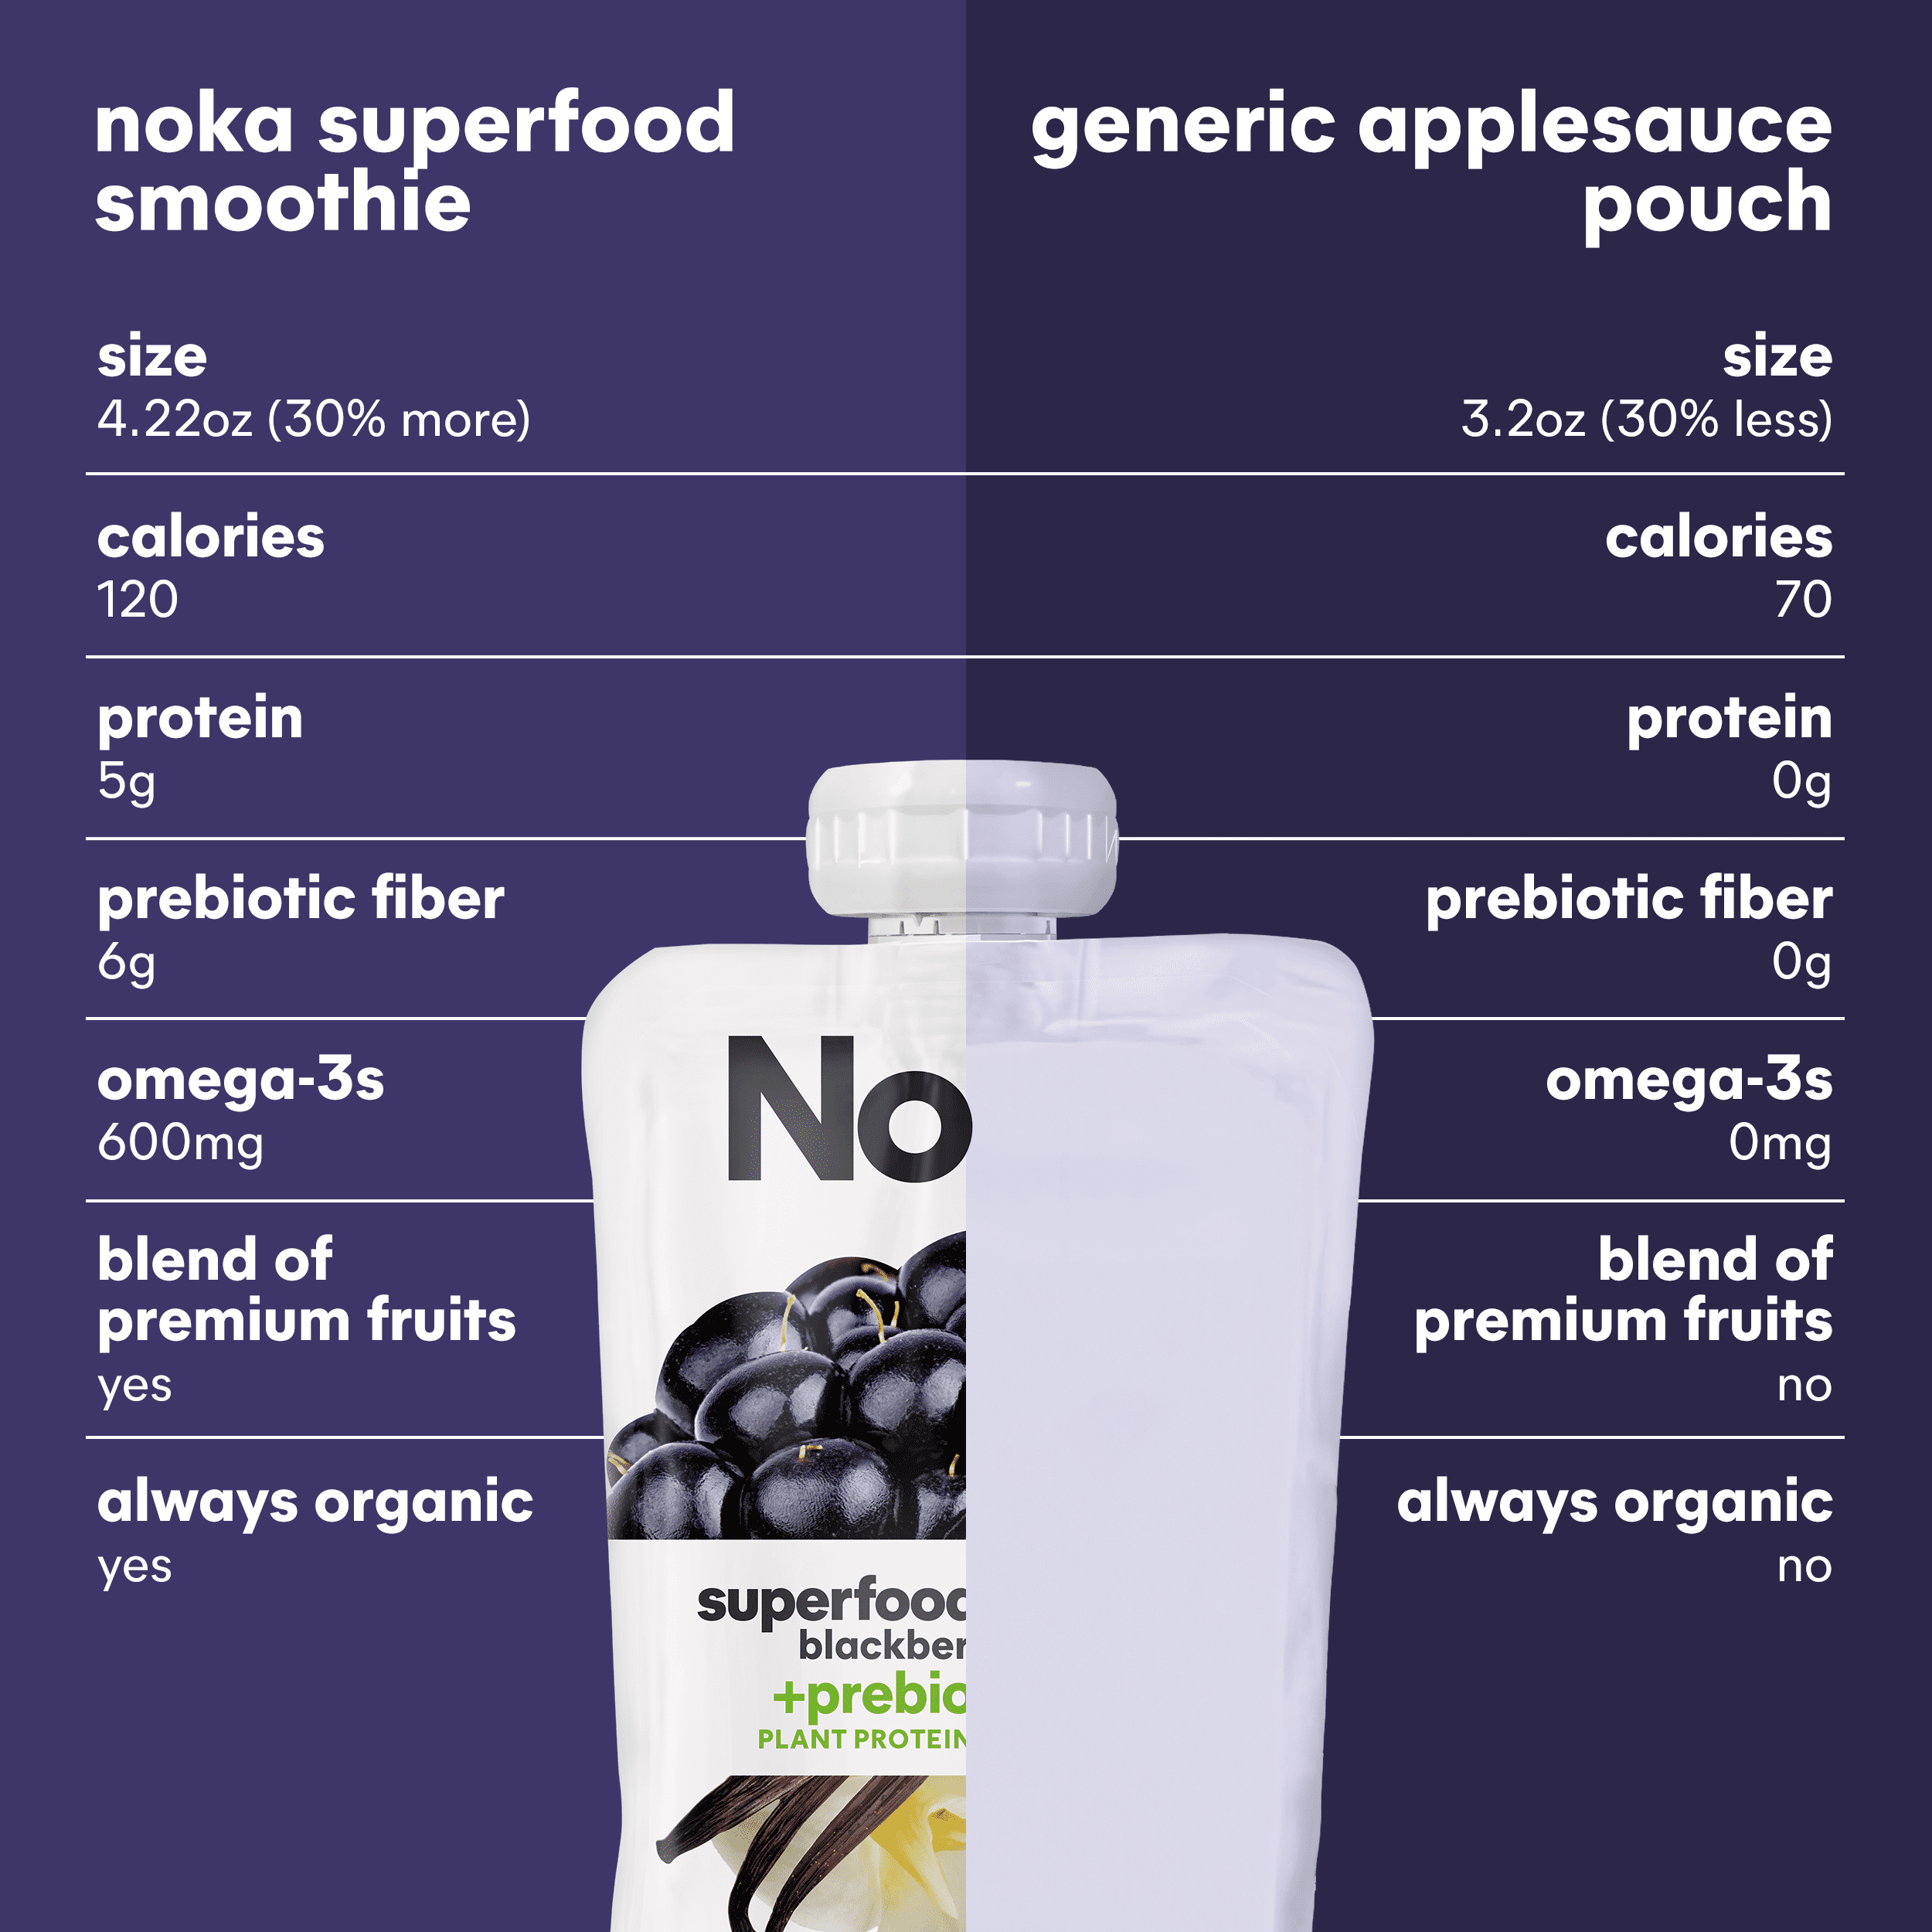 noka superfood
smoothie
size
4.22oz (30% more)
calories
120
protein
5g
prebiotic fiber
6g
omega-3s
600mg
blend of
premium fruits
yes
always organic
yes
generic applesauce
pouch
size
3.2oz (30% less)
calories
70
protein
0g
prebiotic fiber
0g
omega-3s
0mg
blend of
premium fruits
no
always organic
no
No
superfood
blackber
+prebio
PLANT PROTEIN